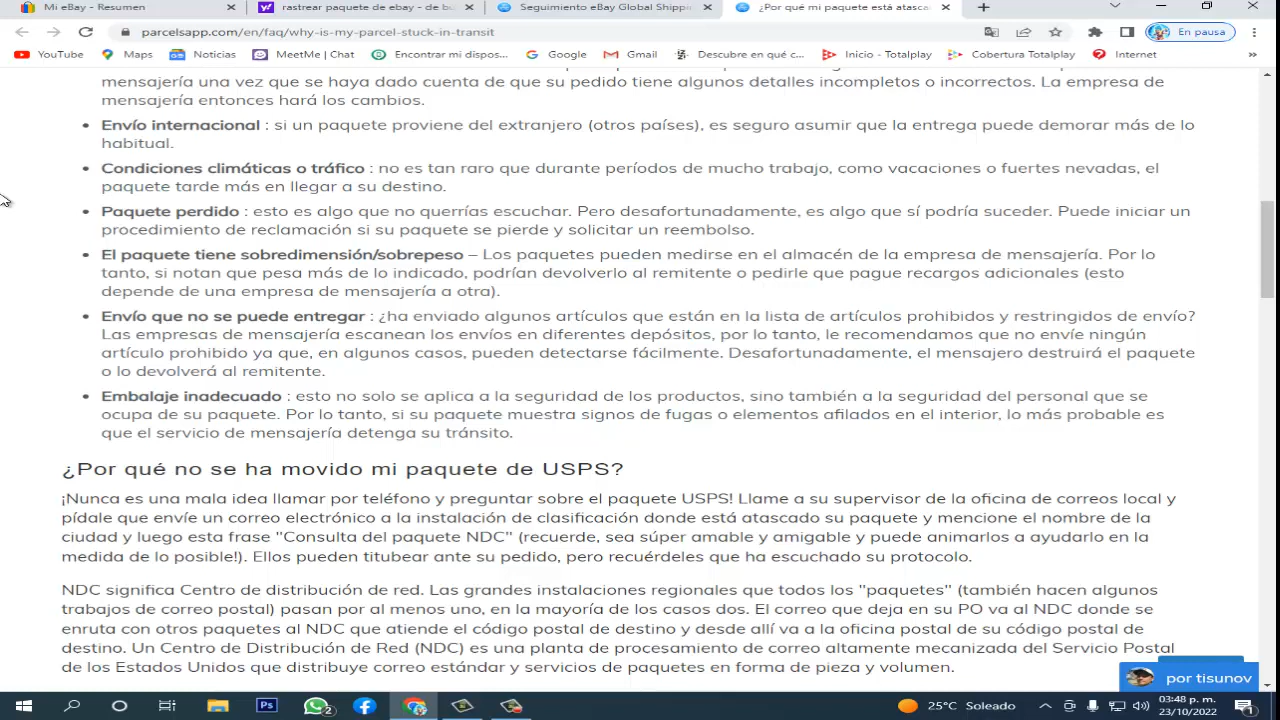 Mi eBay - Resumen
rastrear paquete de ebay - de bu
Seguimiento eBay Global Shippi
¿Por qué mi paquete está atasca
parcelsapp.com/en/faq/why-is-my-parcel-stuck-in-transit
En pausa
YouTube
Maps
Noticias
MeetMe | Chat
Encontrar mi dispos...
Google
Gmail
Descubre en qué c...
Inicio - Totalplay
Cobertura Totalplay
Internet
»
mensajería una vez que se haya dado cuenta de que su pedido tiene algunos detalles incompletos o incorrectos. La empresa de
mensajería entonces hará los cambios.
• Envío internacional : si un paquete proviene del extranjero (otros países), es seguro asumir que la entrega puede demorar más de lo
habitual.
• Condiciones climáticas o tráfico : no es tan raro que durante períodos de mucho trabajo, como vacaciones o fuertes nevadas, el
paquete tarde más en llegar a su destino.
• Paquete perdido : esto es algo que no querrías escuchar. Pero desafortunadamente, es algo que sí podría suceder. Puede iniciar un
procedimiento de reclamación si su paquete se pierde y solicitar un reembolso.
• El paquete tiene sobredimensión/sobrepeso – Los paquetes pueden medirse en el almacén de la empresa de mensajería. Por lo
tanto, si notan que pesa más de lo indicado, podrían devolverlo al remitente o pedirle que pague recargos adicionales (esto
depende de una empresa de mensajería a otra).
• Envío que no se puede entregar : ¿ha enviado algunos artículos que están en la lista de artículos prohibidos y restringidos de envío?
Las empresas de mensajería escanean los envíos en diferentes depósitos, por lo tanto, le recomendamos que no envíe ningún
artículo prohibido ya que, en algunos casos, pueden detectarse fácilmente. Desafortunadamente, el mensajero destruirá el paquete
o lo devolverá al remitente.
• Embalaje inadecuado : esto no solo se aplica a la seguridad de los productos, sino también a la seguridad del personal que se
ocupa de su paquete. Por lo tanto, si su paquete muestra signos de fugas o elementos afilados en el interior, lo más probable es
que el servicio de mensajería detenga su tránsito.
¿Por qué no se ha movido mi paquete de USPS?
¡Nunca es una mala idea llamar por teléfono y preguntar sobre el paquete USPS! Llame a su supervisor de la oficina de correos local y
pídale que envíe un correo electrónico a la instalación de clasificación donde está atascado su paquete y mencione el nombre de la
ciudad y luego esta frase "Consulta del paquete NDC" (recuerde, sea súper amable y amigable y puede animarlos a ayudarlo en la
medida de lo posible!). Ellos pueden titubear ante su pedido, pero recuérdeles que ha escuchado su protocolo.
NDC significa Centro de distribución de red. Las grandes instalaciones regionales que todos los "paquetes" (también hacen algunos
trabajos de correo postal) pasan por al menos uno, en la mayoría de los casos dos. El correo que deja en su PO va al NDC donde se
enruta con otros paquetes al NDC que atiende el código postal de destino y desde allí va a la oficina postal de su código postal de
destino. Un Centro de Distribución de Red (NDC) es una planta de procesamiento de correo altamente mecanizada del Servicio Postal
de los Estados Unidos que distribuye correo estándar y servicios de paquetes en forma de pieza y volumen.
por tisunov
Ps
2
25°C Soleado
03:48 p. m.
23/10/2022
1